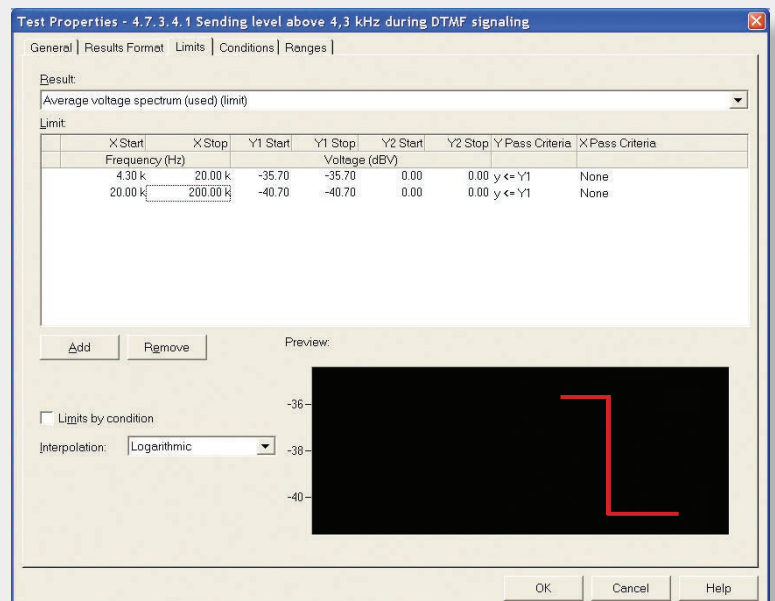 Test Properties - 4.7.3.4.1 Sending level above 4,3 kHz during DTMF signaling
General Results Format Limits Conditions Ranges
Result:
Average voltage spectrum (used) (limit)
Limit:
X Start X Stop Y1 Start Y1 Stop Y2 Start Y2 Stop Y Pass Criteria X Pass Criteria
Frequency (Hz) Voltage (dBV)
4.30 k 20.00 k -35.70 -35.70 0.00 0.00 y <= Y1 None
20.00 k 200.00 k -40.70 -40.70 0.00 0.00 y <= Y1 None
Add Remove Preview:
-36
Limits by condition
Interpolation: Logarithmic
-38
-40
OK Cancel Help